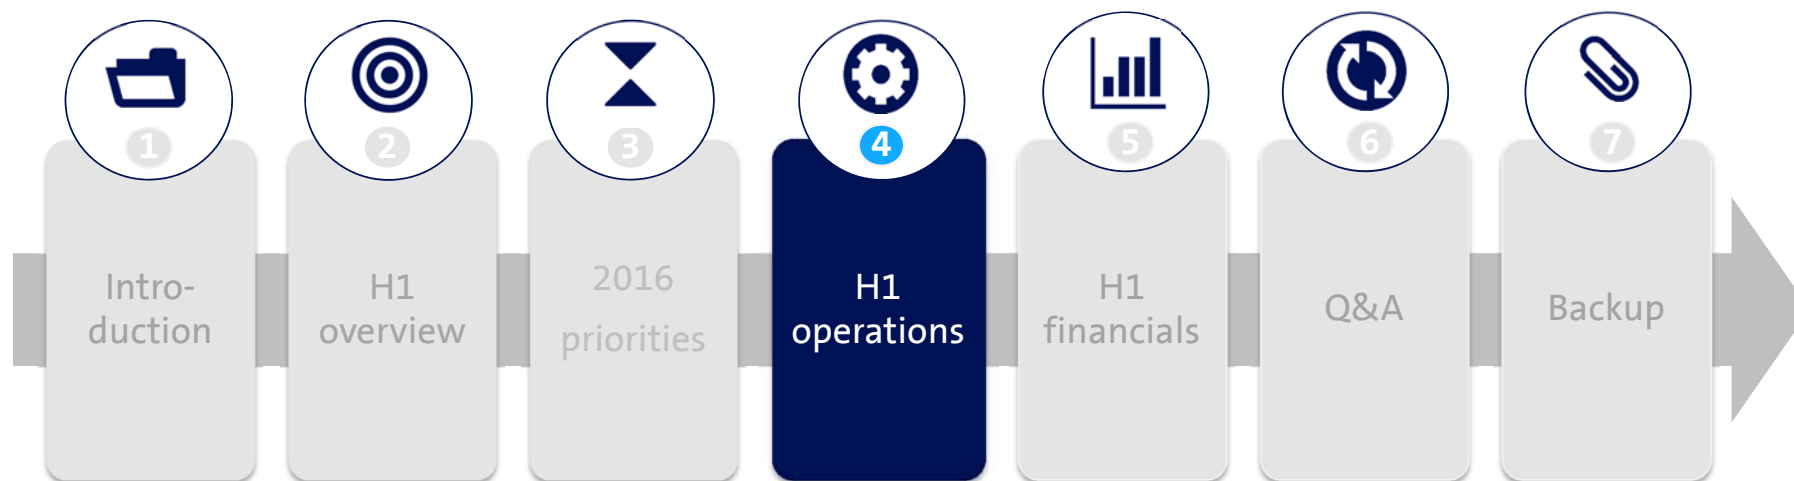 1
Intro-
duction
2
H1
overview
3
2016
priorities
4
H1
operations
5
H1
financials
6
Q&A
7
Backup